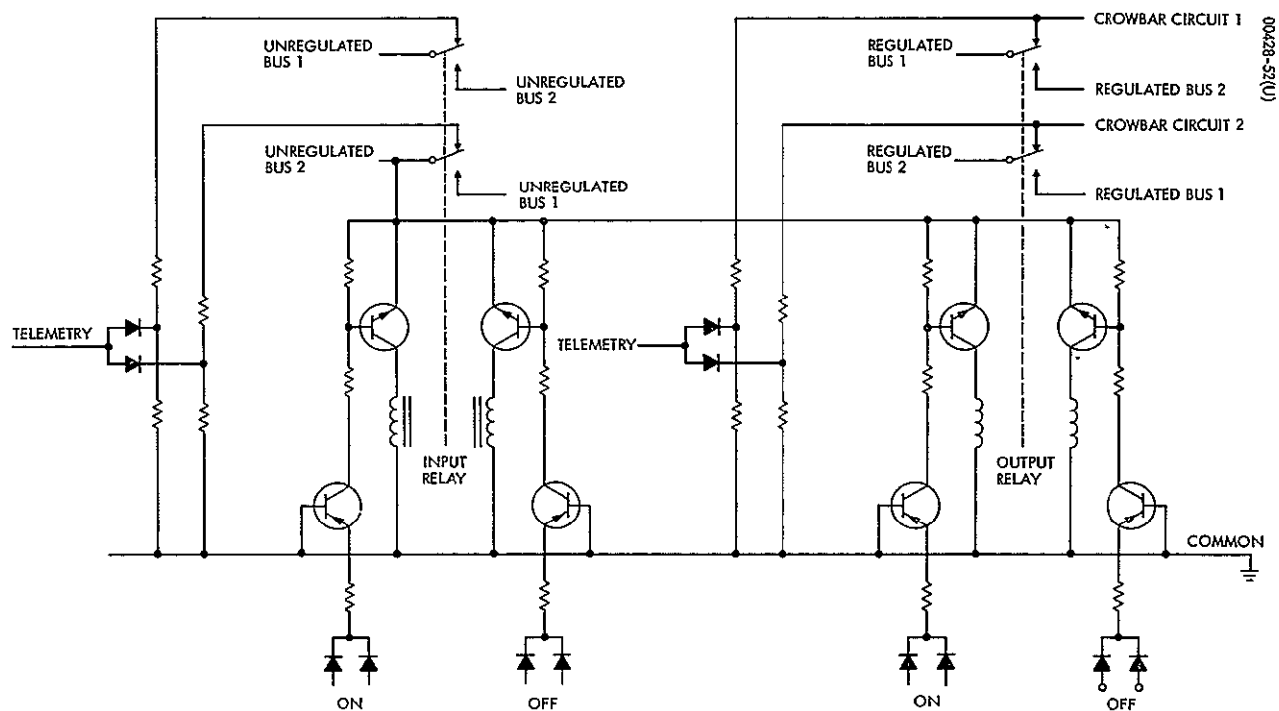 CROWBAR CIRCUIT 1
00428-52(U)
UNREGULATED
BUS 1
UNREGULATED
BUS 2
REGULATED
BUS 1
REGULATED BUS 2
CROWBAR CIRCUIT 2
UNREGULATED
BUS 2
UNREGULATED
BUS 1
REGULATED
BUS 2
REGULATED BUS 1
TELEMETRY
TELEMETRY
INPUT
RELAY
OUTPUT
RELAY
COMMON
ON
OFF
ON
OFF